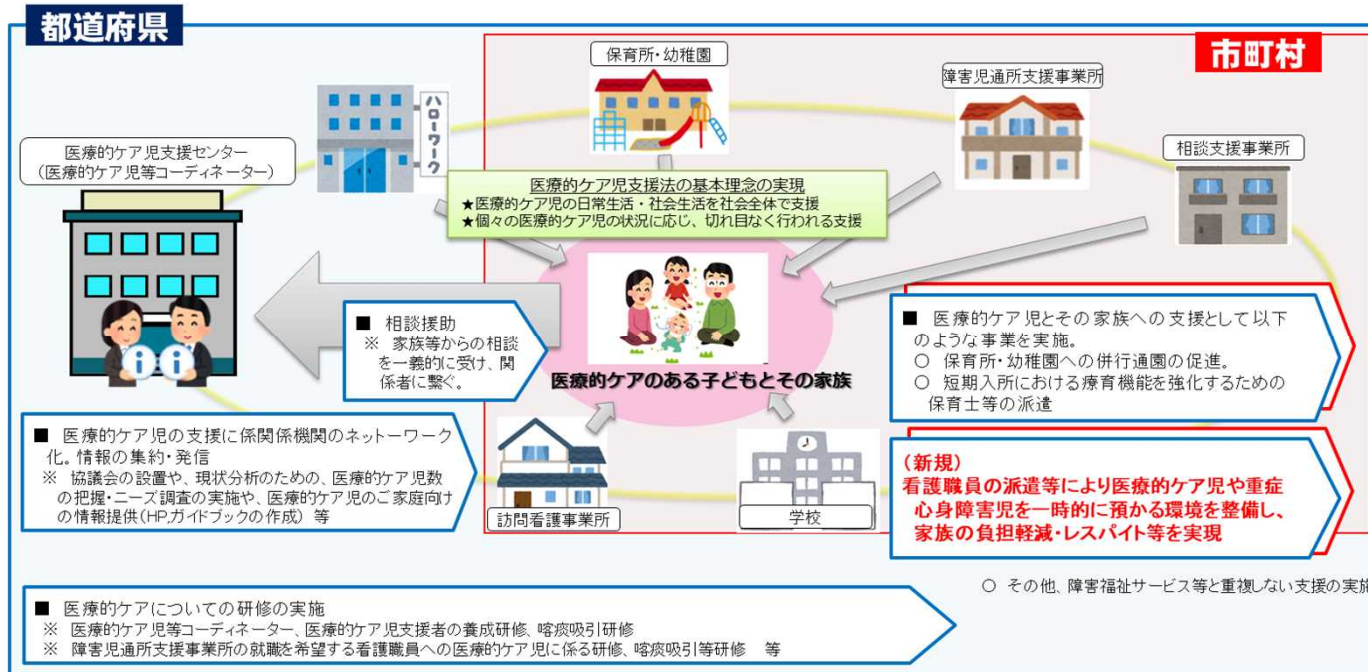 都道府県
市町村
保育所・幼稚園
障害児通所支援事業所
ハローワーク
相談支援事業所
医療的ケア児支援センター
(医療的ケア児等コーディネーター)
医療的ケア児支援法の基本理念の実現
★医療的ケア児の日常生活・社会生活を社会全体で支援
★個々の医療的ケア児の状況に応じ、切れ目なく行われる支援
■ 相談援助
※ 家族等からの相談
を一義的に受け、関
係者に繋ぐ。
医療的ケアのある子どもとその家族
■ 医療的ケア児とその家族への支援として以下
のような事業を実施。
○ 保育所・幼稚園への併行通園の促進。
○ 短期入所における療育機能を強化するための
保育士等の派遣
■ 医療的ケア児の支援に係関係機関のネットーワーク
化。情報の集約・発信
※ 協議会の設置や、現状分析のための、医療的ケア児数
の把握・ニーズ調査の実施や、医療的ケア児のご家庭向け
の情報提供(HP,ガイドブックの作成) 等
訪問看護事業所
学校
(新規)
看護職員の派遣等により医療的ケア児や重症
心身障害児を一時的に預かる環境を整備し、
家族の負担軽減・レスパイト等を実現
○ その他、障害福祉サービス等と重複しない支援の実施
■ 医療的ケアについての研修の実施
※ 医療的ケア児等コーディネーター、医療的ケア児支援者の養成研修、喀痰吸引研修
※ 障害児通所支援事業所の就職を希望する看護職員への医療的ケア児に係る研修、喀痰吸引等研修 等